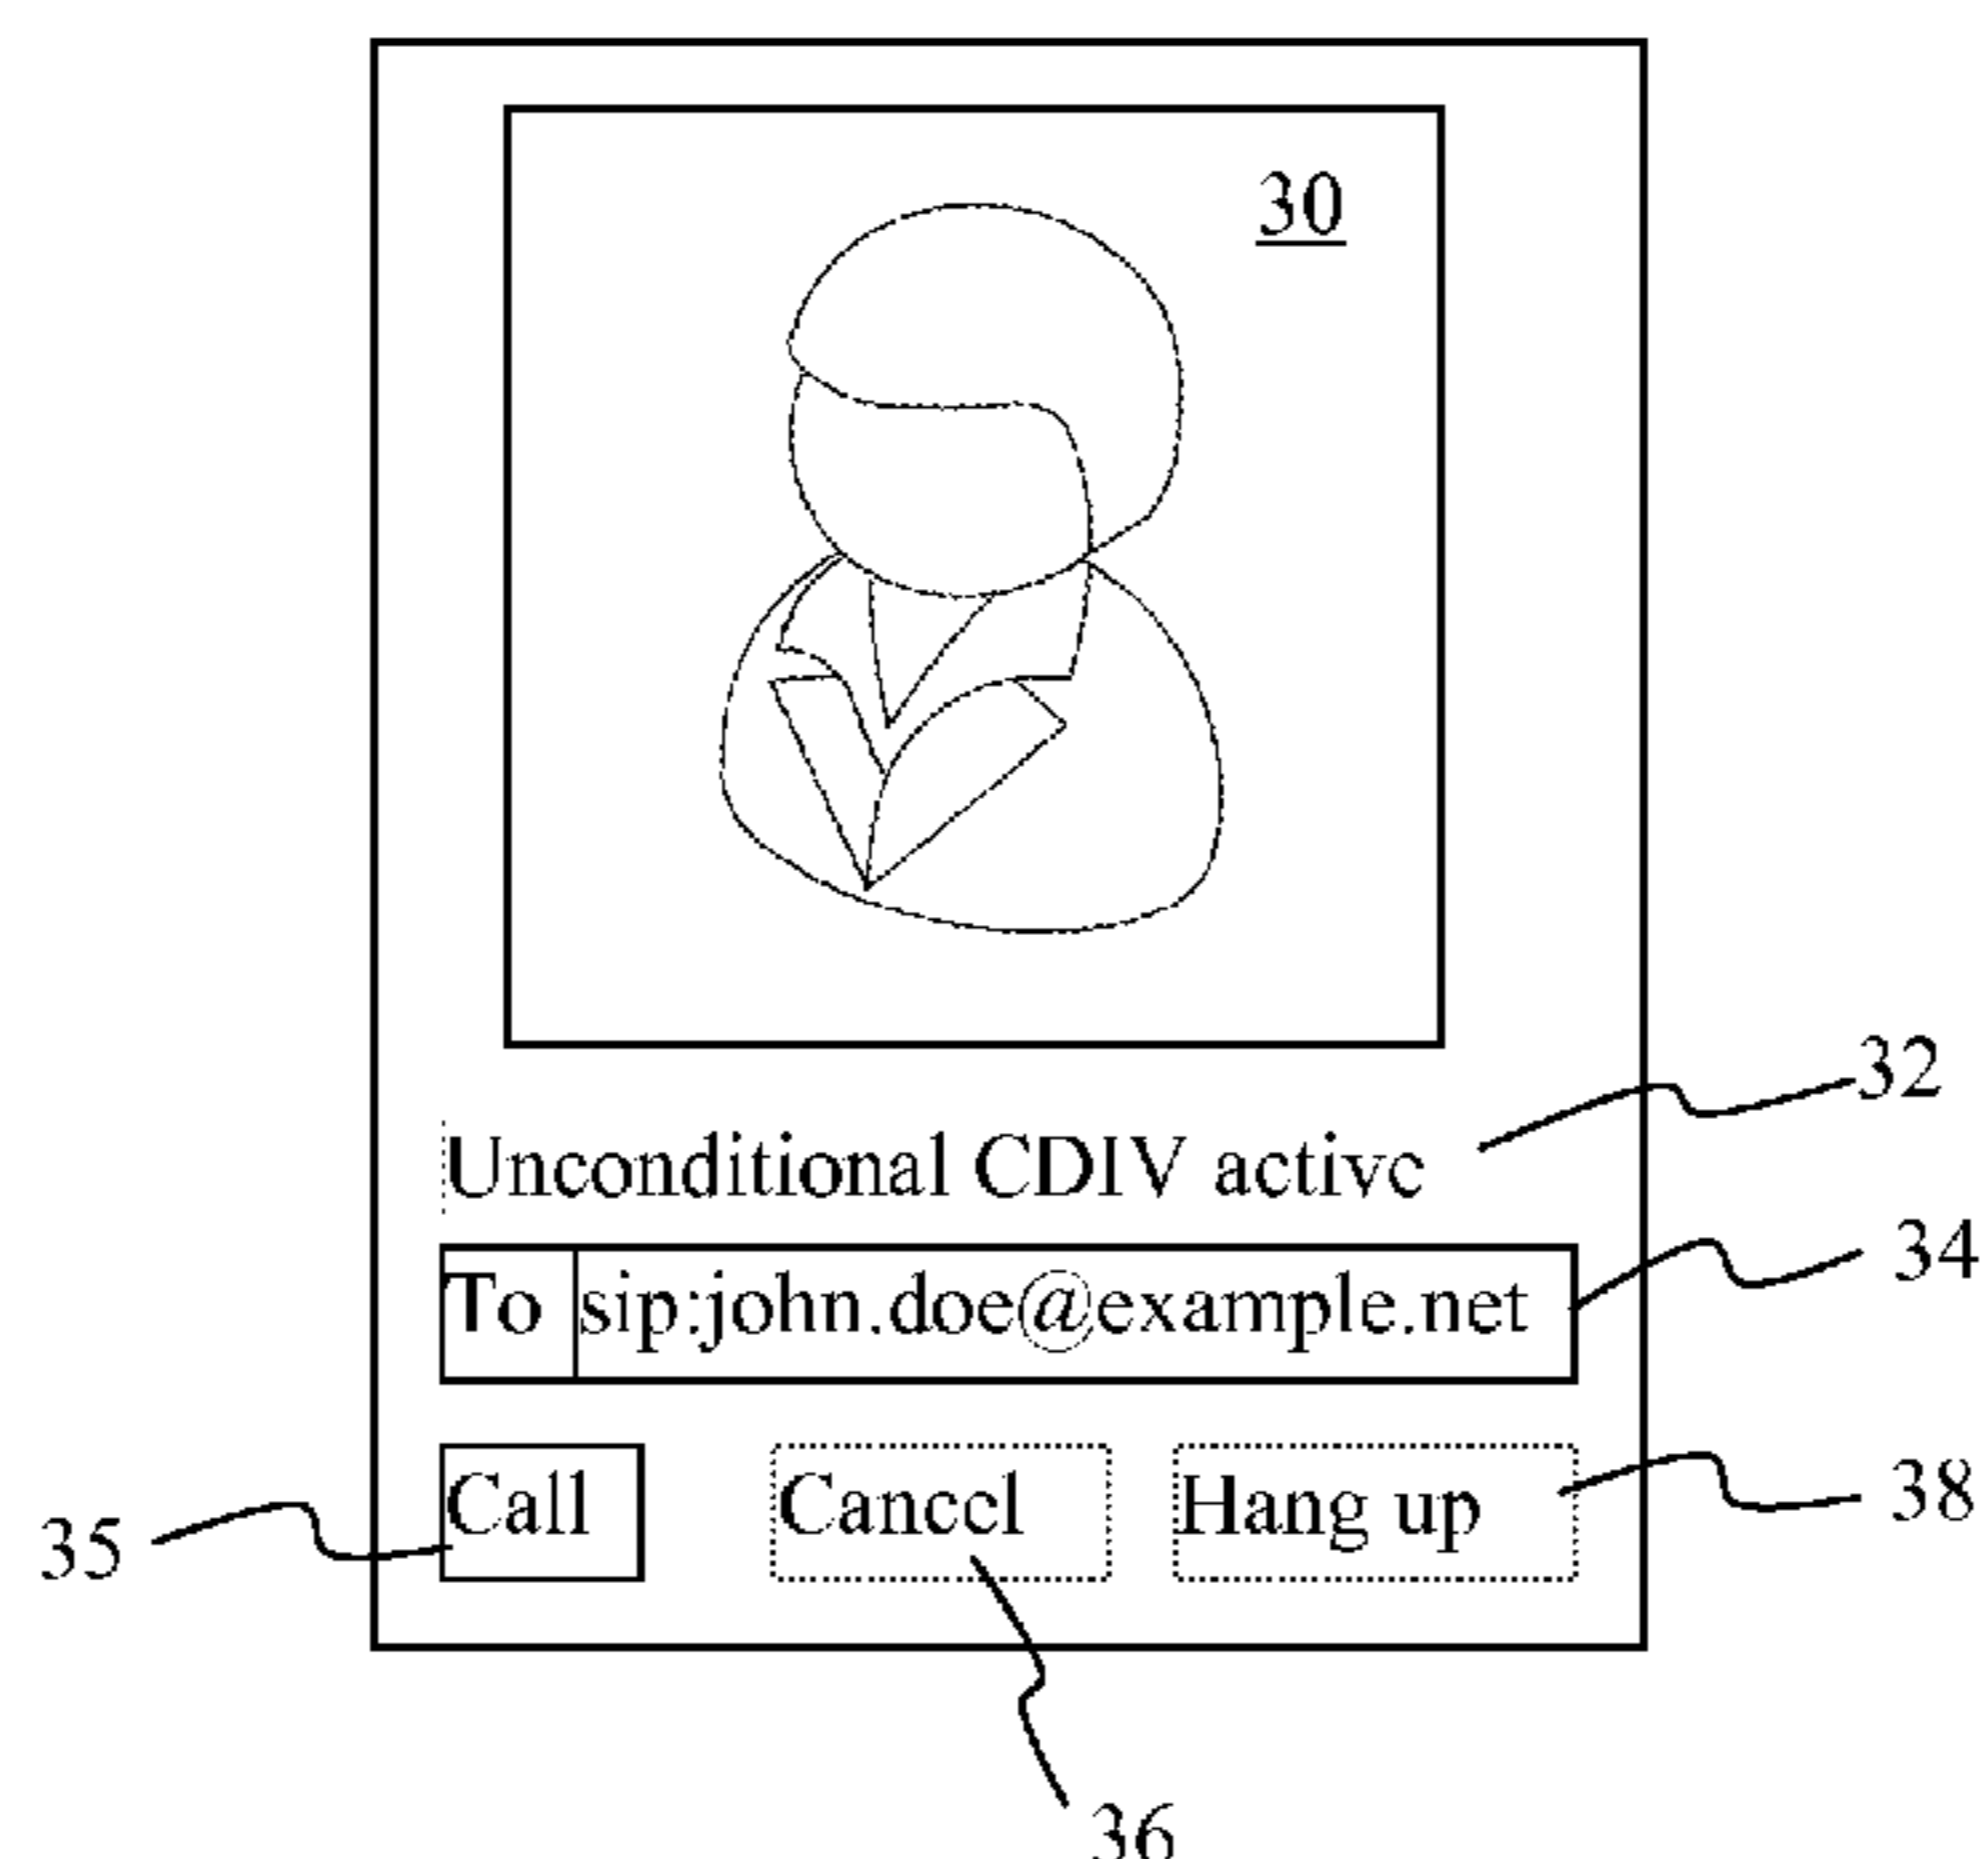 30
32
Unconditional CDIV active
34
To sip:john.doe@example.net
Call Cancel Hang up
38
35
36